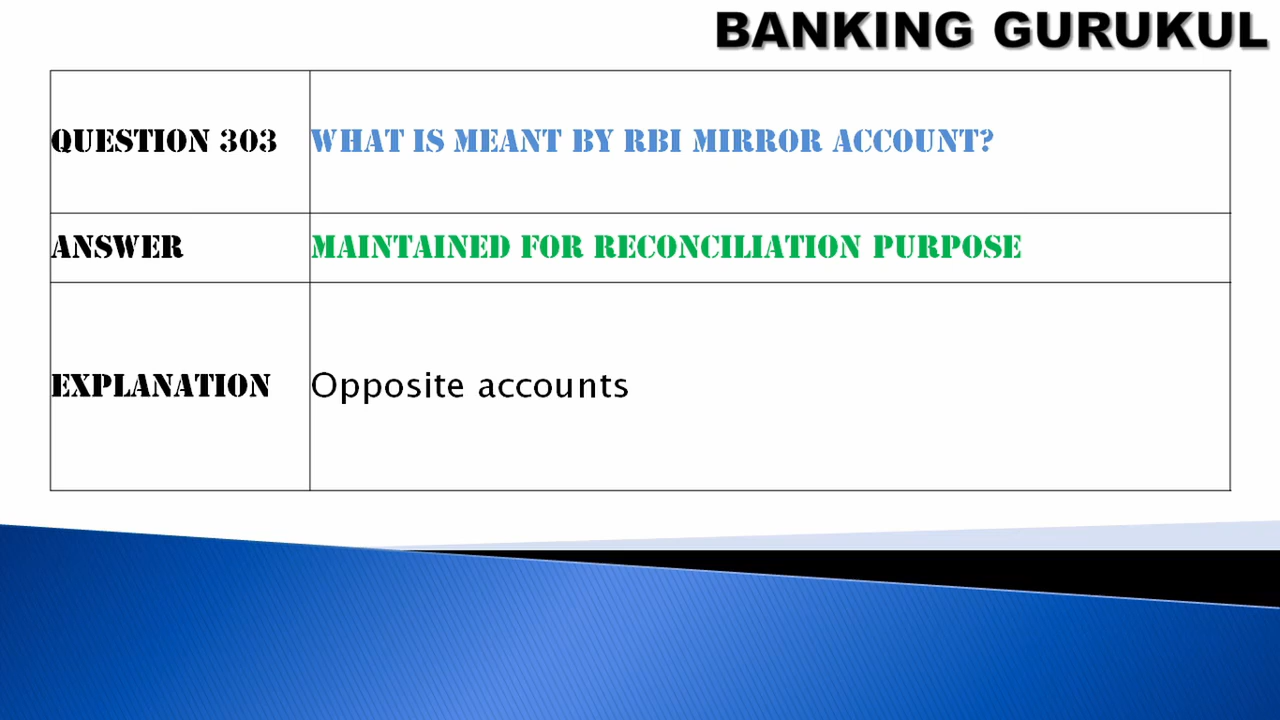 BANKING GURUKUL
QUESTION 303
WHAT IS MEANT BY RBI MIRROR ACCOUNT?
ANSWER
MAINTAINED FOR RECONCILIATION PURPOSE
EXPLANATION
Opposite accounts